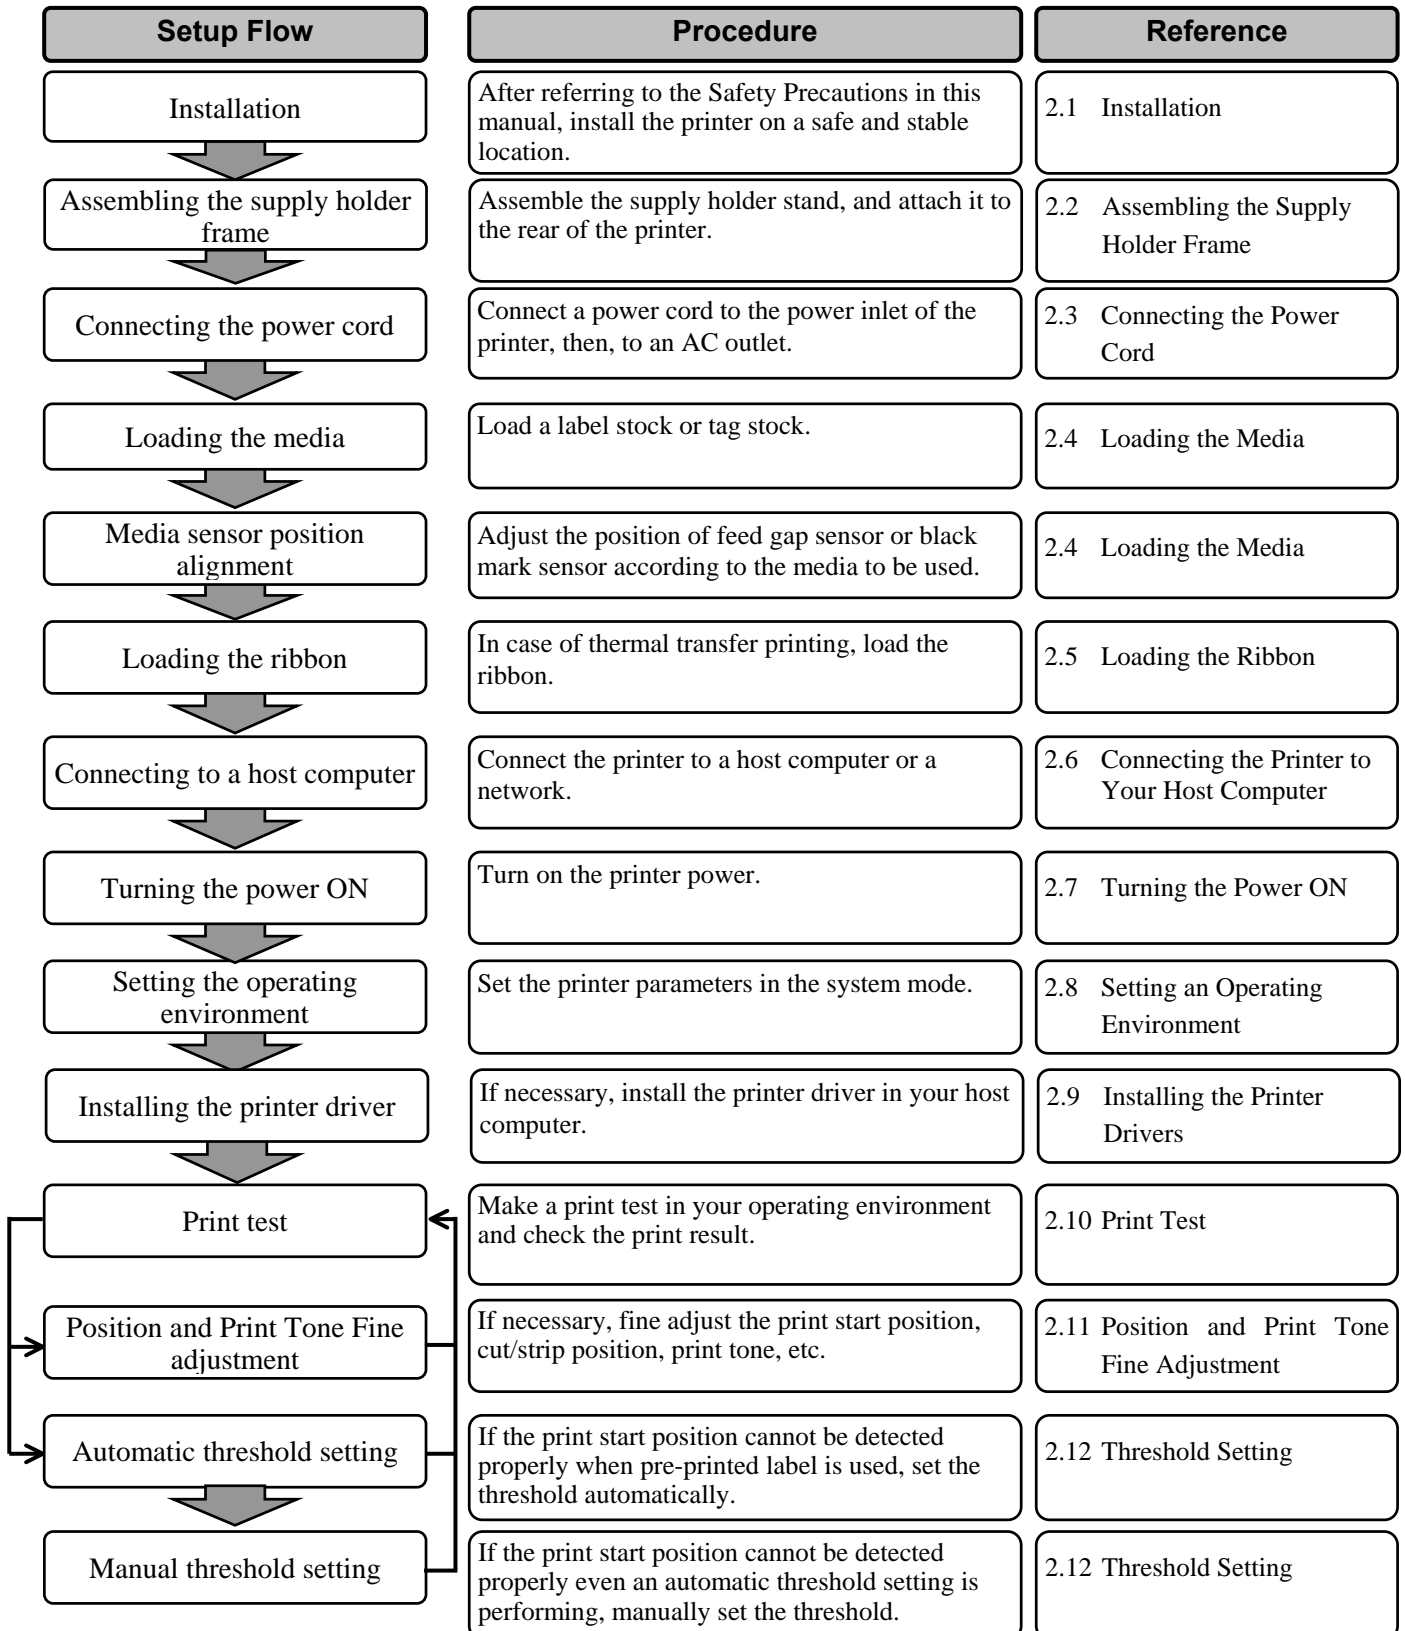 Setup Flow
Procedure
Reference
Installation
After referring to the Safety Precautions in this
manual, install the printer on a safe and stable
location.
2.1 Installation
Assembling the supply holder
frame
Assemble the supply holder stand, and attach it to
the rear of the printer.
2.2 Assembling the Supply
Holder Frame
Connecting the power cord
Connect a power cord to the power inlet of the
printer, then, to an AC outlet.
2.3 Connecting the Power
Cord
Loading the media
Load a label stock or tag stock.
2.4 Loading the Media
Media sensor position
alignment
Adjust the position of feed gap sensor or black
mark sensor according to the media to be used.
2.4 Loading the Media
Loading the ribbon
In case of thermal transfer printing, load the
ribbon.
2.5 Loading the Ribbon
Connecting to a host computer
Connect the printer to a host computer or a
network.
2.6 Connecting the Printer to
Your Host Computer
Turning the power ON
Turn on the printer power.
2.7 Turning the Power ON
Setting the operating
environment
Set the printer parameters in the system mode.
2.8 Setting an Operating
Environment
Installing the printer driver
If necessary, install the printer driver in your host
computer.
2.9 Installing the Printer
Drivers
Print test
Make a print test in your operating environment
and check the print result.
2.10 Print Test
Position and Print Tone Fine
adjustment
If necessary, fine adjust the print start position,
cut/strip position, print tone, etc.
2.11 Position and Print Tone
Fine Adjustment
Automatic threshold setting
If the print start position cannot be detected
properly when pre-printed label is used, set the
threshold automatically.
2.12 Threshold Setting
Manual threshold setting
If the print start position cannot be detected
properly even an automatic threshold setting is
performing, manually set the threshold.
2.12 Threshold Setting